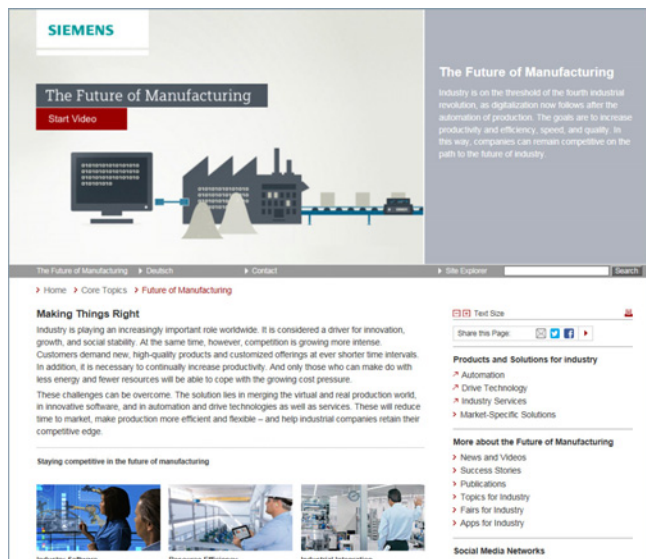 SIEMENS
The Future of Manufacturing
Start Video
The Future of Manufacturing
Industry is on the threshold of the fourth industrial
revolution, as digitalization now follows after the
automation of production. The goals are to increase
productivity and efficiency, speed, and quality. In
this way, companies can remain competitive on the
path to the future of industry.
The Future of Manufacturing Deutsch Contact Site Explorer Search
Home Core Topics Future of Manufacturing
Making Things Right
Industry is playing an increasingly important role worldwide. It is considered a driver for innovation,
growth, and social stability. At the same time, however, competition is growing more intense.
Customers demand new, high-quality products and customized offerings at ever shorter time intervals.
In addition, it is necessary to continually increase productivity. And only those who can make do with
less energy and fewer resources will be able to cope with the growing cost pressure.
These challenges can be overcome. The solution lies in merging the virtual and real production world,
in innovative software, and in automation and drive technologies as well as services. These will reduce
time to market, make production more efficient and flexible – and help industrial companies retain their
competitive edge.
Staying competitive in the future of manufacturing
Industry Software Resource Efficiency Industrial Integration
Text Size
Share this Page:
Products and Solutions for industry
Automation
Drive Technology
Industry Services
Market-Specific Solutions
More about the Future of Manufacturing
News and Videos
Success Stories
Publications
Topics for Industry
Fairs for Industry
Apps for Industry
Social Media Networks